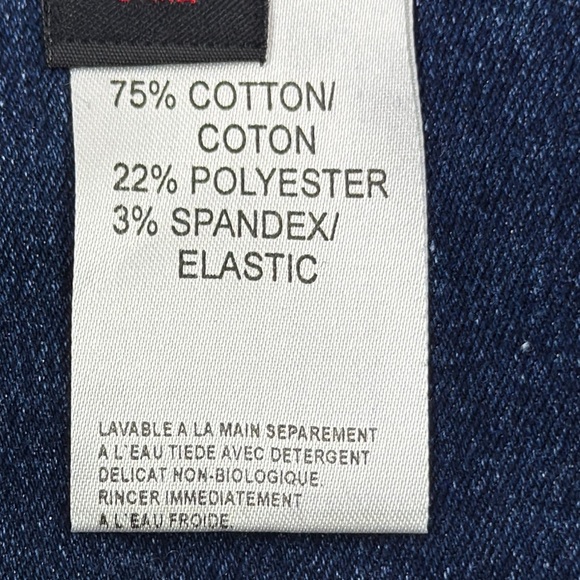 75% COTTON/
COTON
22% POLYESTER
3% SPANDEX/
ELASTIC
LAVABLE A LA MAIN SEPAREMENT
A L'EAU TIEDE AVEC DETERGENT
DELICAT NON-BIOLOGIQUE.
RINCER IMMEDIATEMENT
A L'EAU FROIDE.